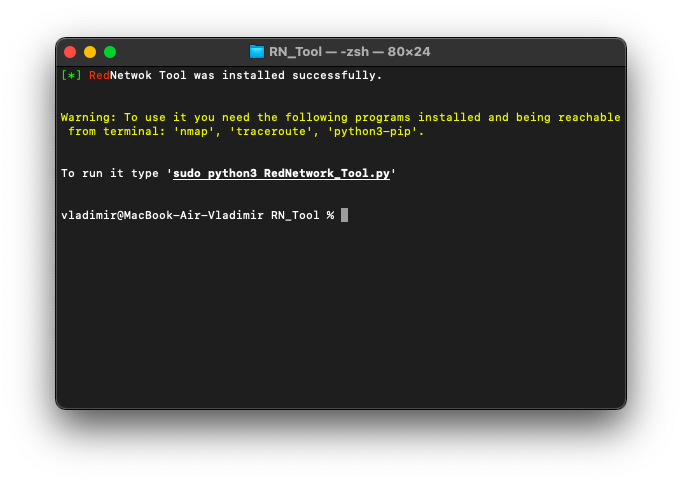 RN_Tool — -zsh — 80×24
[*] RedNetwok Tool was installed successfully.
Warning: To use it you need the following programs installed and being reachable
from terminal: 'nmap', 'traceroute', 'python3-pip'.
To run it type 'sudo python3 RedNetwork_Tool.py'
vladimir@MacBook-Air-Vladimir RN_Tool %